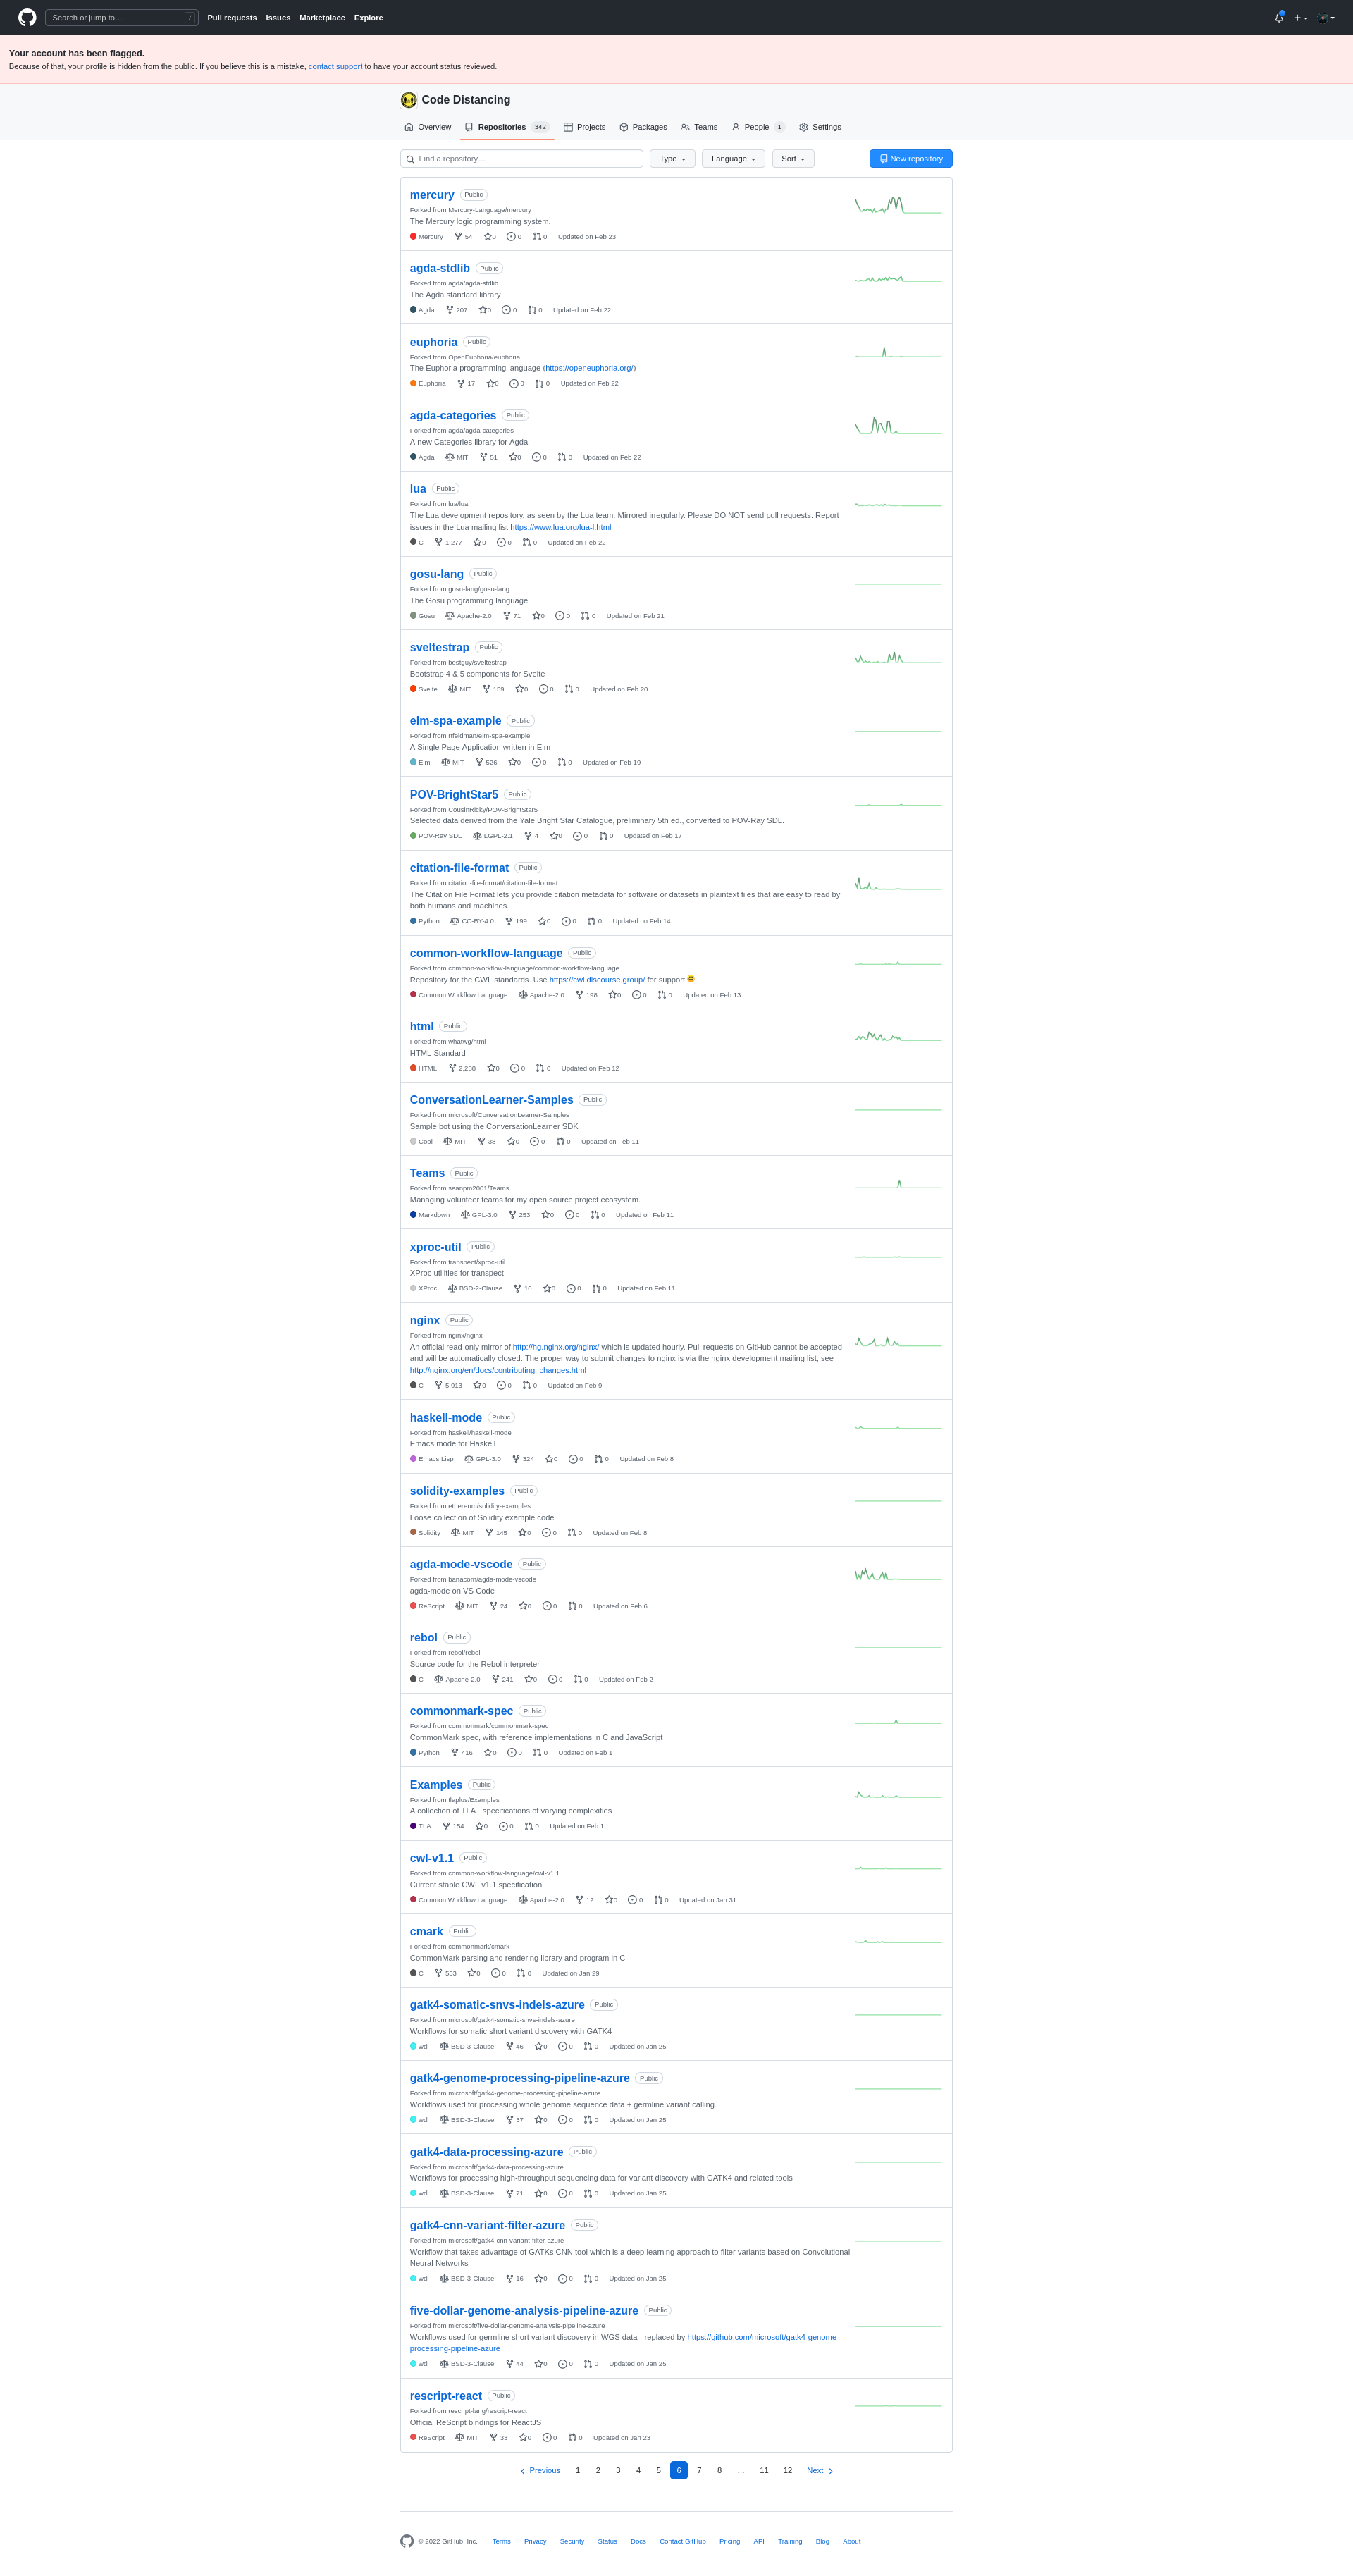 Search or jump to…
/
Pull requests Issues Marketplace Explore
Your account has been flagged.
Because of that, your profile is hidden from the public. If you believe this is a mistake, contact support to have your account status reviewed.
Code Distancing
Overview Repositories 342 Projects Packages Teams People 1 Settings
Find a repository… Type Language Sort New repository
mercury Public
Forked from Mercury-Language/mercury
The Mercury logic programming system.
Mercury 54 0 0 0 Updated on Feb 23
agda-stdlib Public
Forked from agda/agda-stdlib
The Agda standard library
Agda 207 0 0 0 Updated on Feb 22
euphoria Public
Forked from OpenEuphoria/euphoria
The Euphoria programming language (https://openeuphoria.org/)
Euphoria 17 0 0 0 Updated on Feb 22
agda-categories Public
Forked from agda/agda-categories
A new Categories library for Agda
Agda MIT 51 0 0 0 Updated on Feb 22
lua Public
Forked from lua/lua
The Lua development repository, as seen by the Lua team. Mirrored irregularly. Please DO NOT send pull requests. Report
issues in the Lua mailing list https://www.lua.org/lua-l.html
C 1,277 0 0 0 Updated on Feb 22
gosu-lang Public
Forked from gosu-lang/gosu-lang
The Gosu programming language
Gosu Apache-2.0 71 0 0 0 Updated on Feb 21
sveltestrap Public
Forked from bestguy/sveltestrap
Bootstrap 4 & 5 components for Svelte
Svelte MIT 159 0 0 0 Updated on Feb 20
elm-spa-example Public
Forked from rtfeldman/elm-spa-example
A Single Page Application written in Elm
Elm MIT 526 0 0 0 Updated on Feb 19
POV-BrightStar5 Public
Forked from CousinRicky/POV-BrightStar5
Selected data derived from the Yale Bright Star Catalogue, preliminary 5th ed., converted to POV-Ray SDL.
POV-Ray SDL LGPL-2.1 4 0 0 0 Updated on Feb 17
citation-file-format Public
Forked from citation-file-format/citation-file-format
The Citation File Format lets you provide citation metadata for software or datasets in plaintext files that are easy to read by
both humans and machines.
Python CC-BY-4.0 199 0 0 0 Updated on Feb 14
common-workflow-language Public
Forked from common-workflow-language/common-workflow-language
Repository for the CWL standards. Use https://cwl.discourse.group/ for support 😊
Common Workflow Language Apache-2.0 198 0 0 0 Updated on Feb 13
html Public
Forked from whatwg/html
HTML Standard
HTML 2,288 0 0 0 Updated on Feb 12
ConversationLearner-Samples Public
Forked from microsoft/ConversationLearner-Samples
Sample bot using the ConversationLearner SDK
Cool MIT 38 0 0 0 Updated on Feb 11
Teams Public
Forked from seanpm2001/Teams
Managing volunteer teams for my open source project ecosystem.
Markdown GPL-3.0 253 0 0 0 Updated on Feb 11
xproc-util Public
Forked from transpect/xproc-util
XProc utilities for transpect
XProc BSD-2-Clause 10 0 0 0 Updated on Feb 11
nginx Public
Forked from nginx/nginx
An official read-only mirror of http://hg.nginx.org/nginx/ which is updated hourly. Pull requests on GitHub cannot be accepted
and will be automatically closed. The proper way to submit changes to nginx is via the nginx development mailing list, see
http://nginx.org/en/docs/contributing_changes.html
C 5,913 0 0 0 Updated on Feb 9
haskell-mode Public
Forked from haskell/haskell-mode
Emacs mode for Haskell
Emacs Lisp GPL-3.0 324 0 0 0 Updated on Feb 8
solidity-examples Public
Forked from ethereum/solidity-examples
Loose collection of Solidity example code
Solidity MIT 145 0 0 0 Updated on Feb 8
agda-mode-vscode Public
Forked from banacorn/agda-mode-vscode
agda-mode on VS Code
ReScript MIT 24 0 0 0 Updated on Feb 6
rebol Public
Forked from rebol/rebol
Source code for the Rebol interpreter
C Apache-2.0 241 0 0 0 Updated on Feb 2
commonmark-spec Public
Forked from commonmark/commonmark-spec
CommonMark spec, with reference implementations in C and JavaScript
Python 416 0 0 0 Updated on Feb 1
Examples Public
Forked from tlaplus/Examples
A collection of TLA+ specifications of varying complexities
TLA 154 0 0 0 Updated on Feb 1
cwl-v1.1 Public
Forked from common-workflow-language/cwl-v1.1
Current stable CWL v1.1 specification
Common Workflow Language Apache-2.0 12 0 0 0 Updated on Jan 31
cmark Public
Forked from commonmark/cmark
CommonMark parsing and rendering library and program in C
C 553 0 0 0 Updated on Jan 29
gatk4-somatic-snvs-indels-azure Public
Forked from microsoft/gatk4-somatic-snvs-indels-azure
Workflows for somatic short variant discovery with GATK4
wdl BSD-3-Clause 46 0 0 0 Updated on Jan 25
gatk4-genome-processing-pipeline-azure Public
Forked from microsoft/gatk4-genome-processing-pipeline-azure
Workflows used for processing whole genome sequence data + germline variant calling.
wdl BSD-3-Clause 37 0 0 0 Updated on Jan 25
gatk4-data-processing-azure Public
Forked from microsoft/gatk4-data-processing-azure
Workflows for processing high-throughput sequencing data for variant discovery with GATK4 and related tools
wdl BSD-3-Clause 71 0 0 0 Updated on Jan 25
gatk4-cnn-variant-filter-azure Public
Forked from microsoft/gatk4-cnn-variant-filter-azure
Workflow that takes advantage of GATKs CNN tool which is a deep learning approach to filter variants based on Convolutional
Neural Networks
wdl BSD-3-Clause 16 0 0 0 Updated on Jan 25
five-dollar-genome-analysis-pipeline-azure Public
Forked from microsoft/five-dollar-genome-analysis-pipeline-azure
Workflows used for germline short variant discovery in WGS data - replaced by https://github.com/microsoft/gatk4-genome-
processing-pipeline-azure
wdl BSD-3-Clause 44 0 0 0 Updated on Jan 25
rescript-react Public
Forked from rescript-lang/rescript-react
Official ReScript bindings for ReactJS
ReScript MIT 33 0 0 0 Updated on Jan 23
Previous 1 2 3 4 5 6 7 8 … 11 12 Next
© 2022 GitHub, Inc. Terms Privacy Security Status Docs Contact GitHub Pricing API Training Blog About